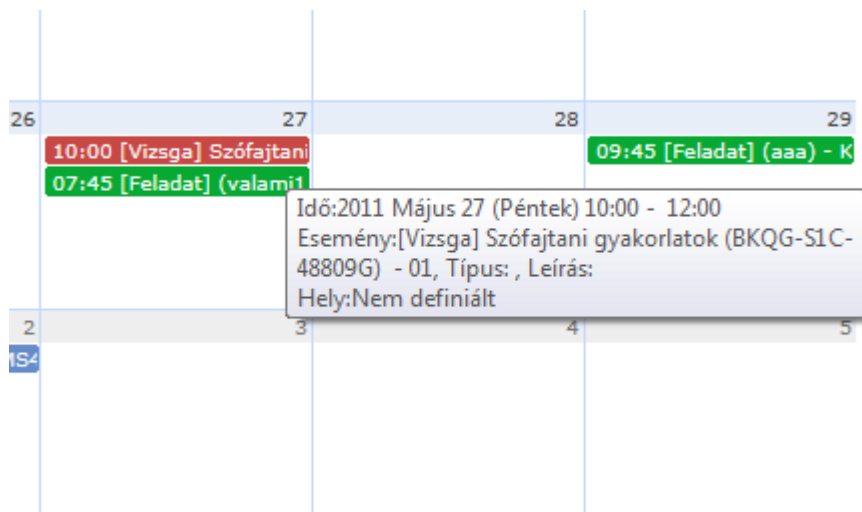 26
27
28
29
10:00 [Vizsga] Szófajtani
09:45 [Feladat] (aaa) - K
07:45 [Feladat] (valami1
Idő:2011 Május 27 (Péntek) 10:00 - 12:00
Esemény:[Vizsga] Szófajtani gyakorlatok (BKQG-S1C-
48809G) - 01, Típus: , Leírás:
Hely:Nem definiált
2
3
4
5
MS4